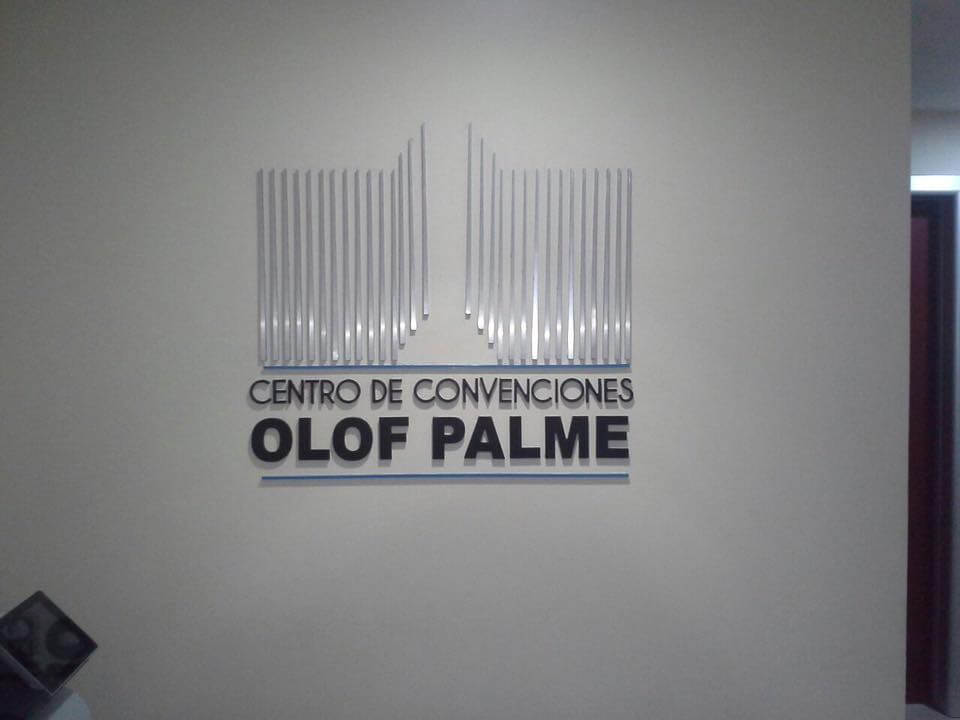 CENTRO DE CONVENCIONES
OLOF PALME